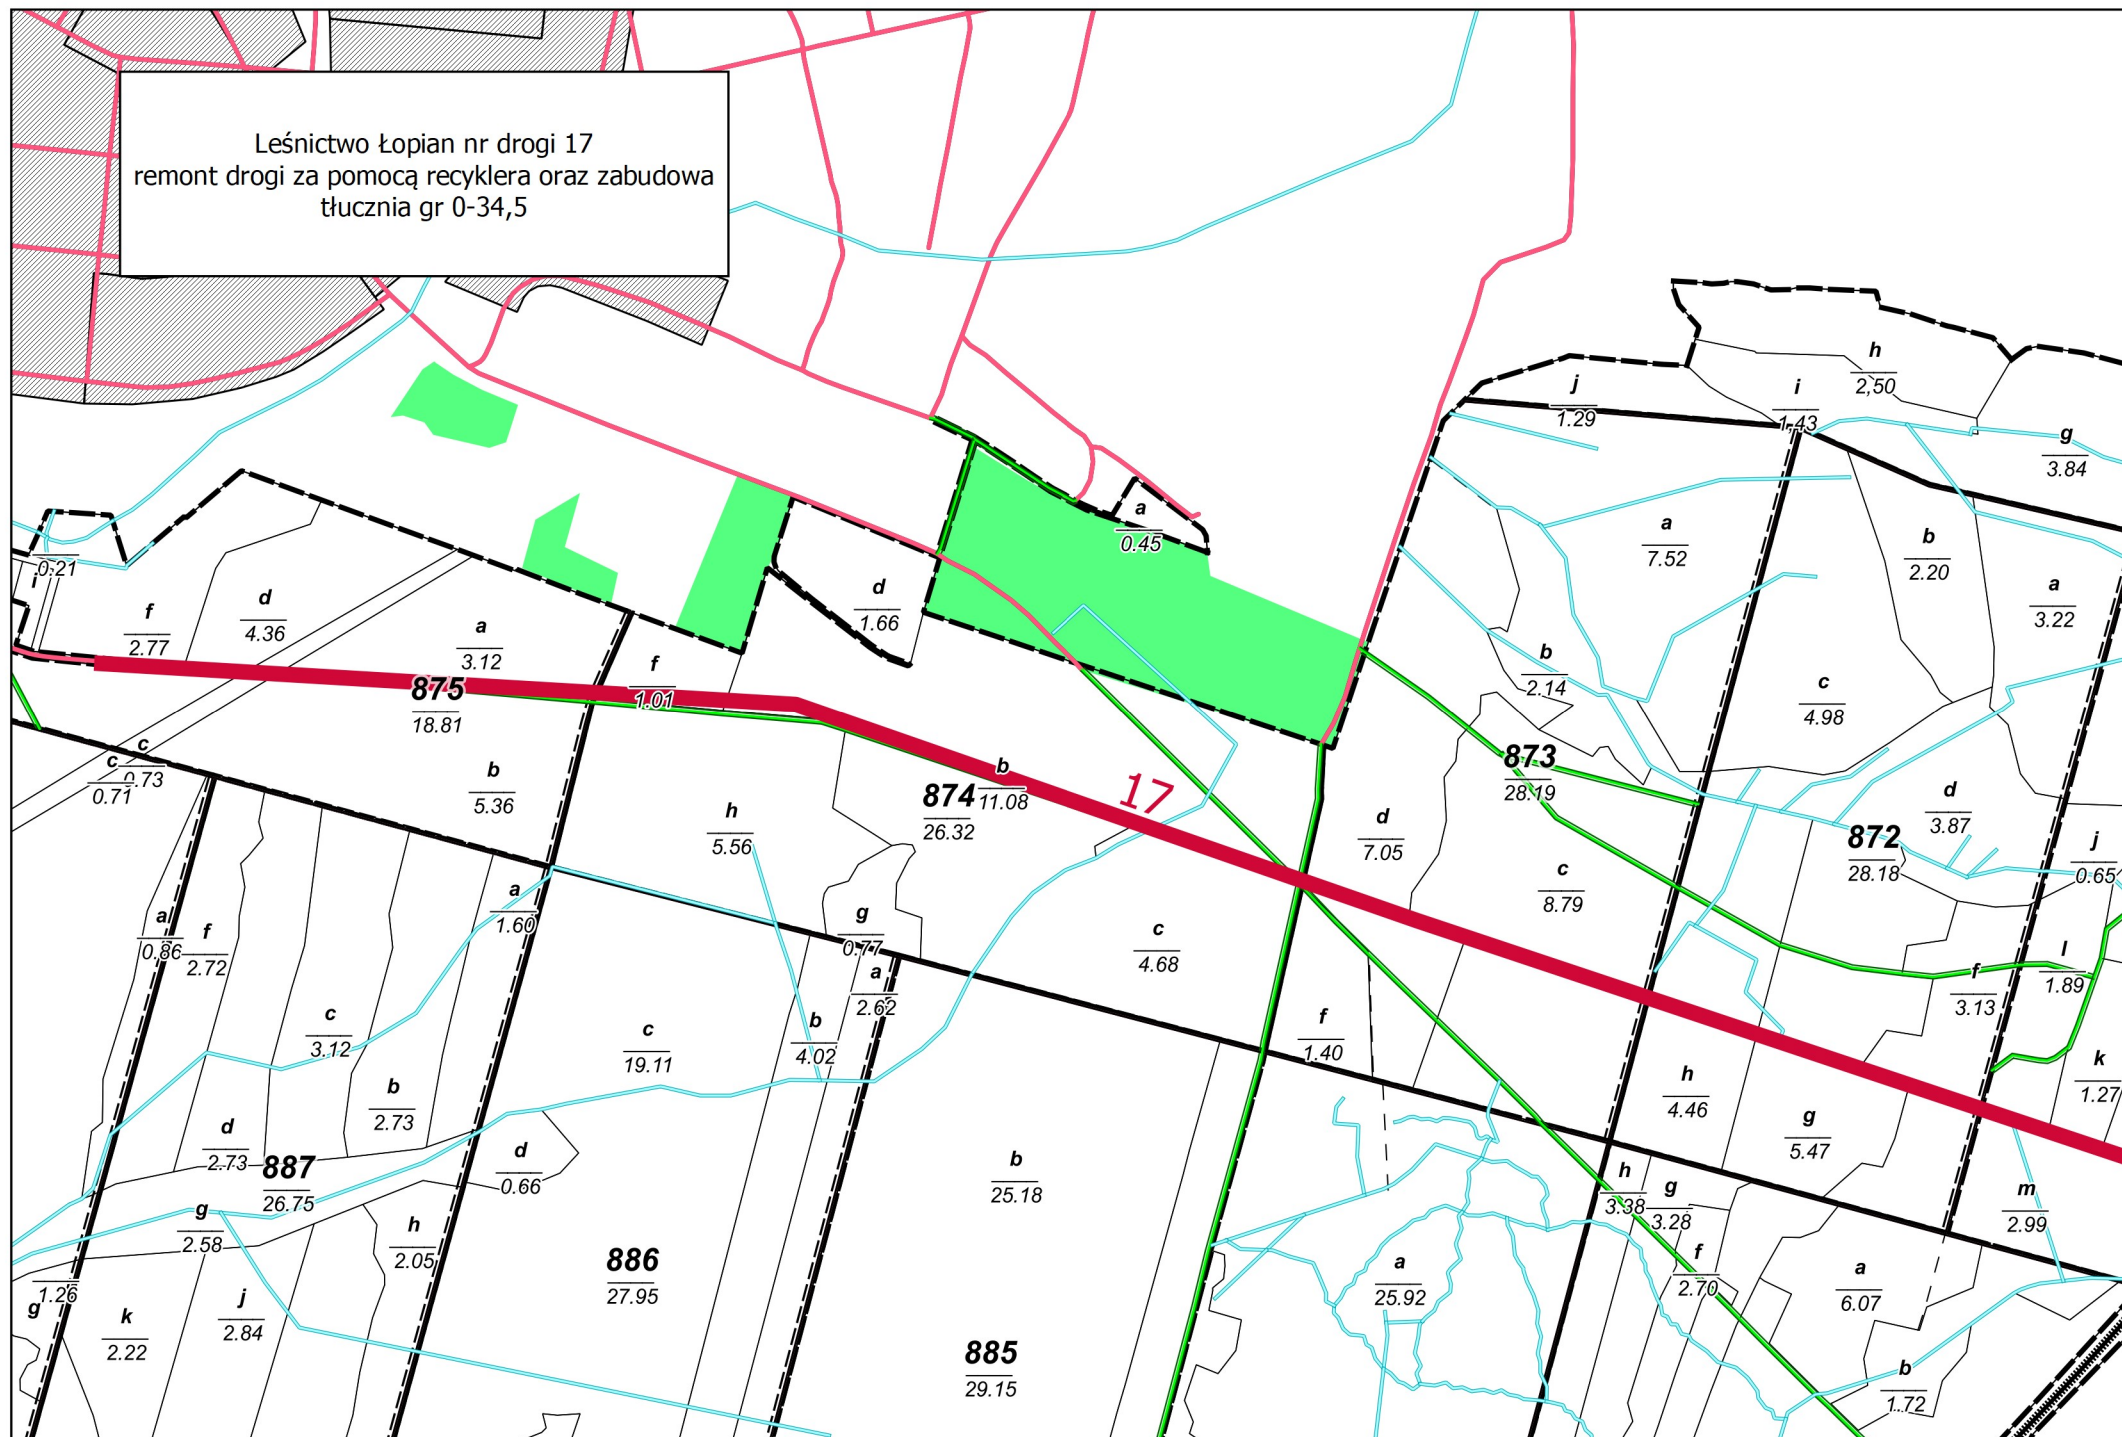 Leśnictwo Łopian nr drogi 17
remont drogi za pomocą recyklera oraz zabudowa
tłucznia gr 0-34,5
h
2,50
j
1.29
i
1,43
g
3.84
a
0.45
a
7.52
b
2.20
a
3.22
0.21
i
f
2.77
d
4.36
a
3.12
d
1.66
f
1.01
b
2.14
c
4.98
875
18.81
c
0.73
c
0.71
b
5.36
h
5.56
b
11.08
874
26.32
17
873
28.19
d
7.05
c
8.79
d
3.87
872
28.18
j
0.65
a
0.86
f
2.72
a
1.60
g
0.77
c
4.68
a
2.62
f
3.13
l
1.89
c
3.12
c
19.11
b
4.02
f
1.40
h
4.46
k
1.27
b
2.73
d
2.73
887
26.75
d
0.66
b
25.18
g
5.47
h
3.38
g
3.28
m
2.99
g
2.58
h
2.05
886
27.95
a
25.92
f
2.70
a
6.07
1.26
g
k
2.22
j
2.84
885
29.15
b
1.72